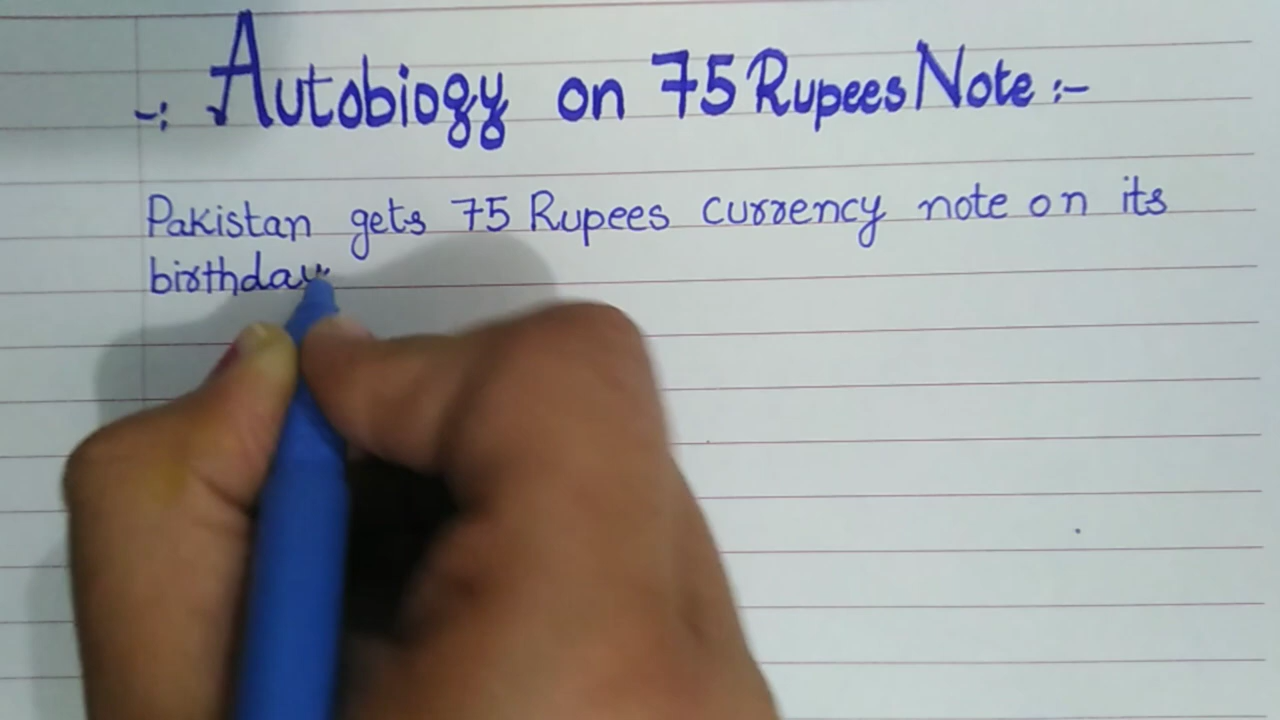 -: Autobiogy on 75 Rupees Note :-
Pakistan gets 75 Rupees currency note on its
birthday